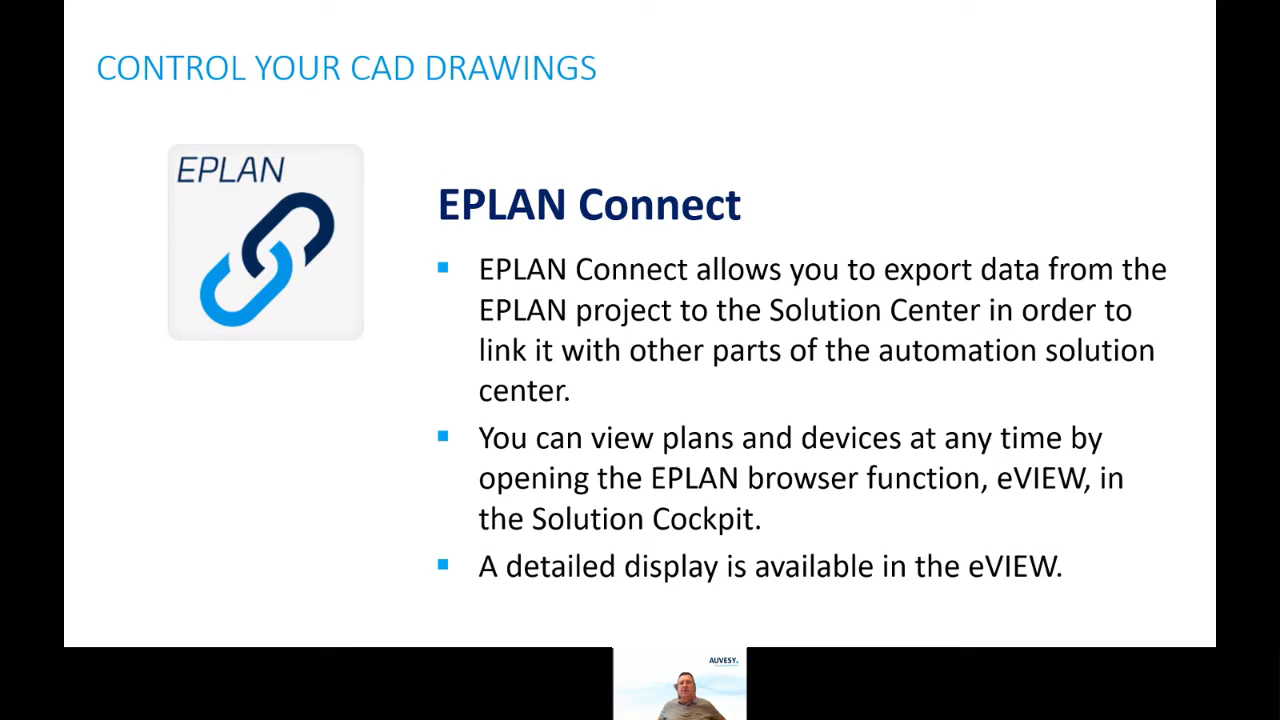 CONTROL YOUR CAD DRAWINGS
EPLAN
EPLAN Connect
EPLAN Connect allows you to export data from the
EPLAN project to the Solution Center in order to
link it with other parts of the automation solution
center.
You can view plans and devices at any time by
opening the EPLAN browser function, eVIEW, in
the Solution Cockpit.
A detailed display is available in the eVIEW.
AUVESY